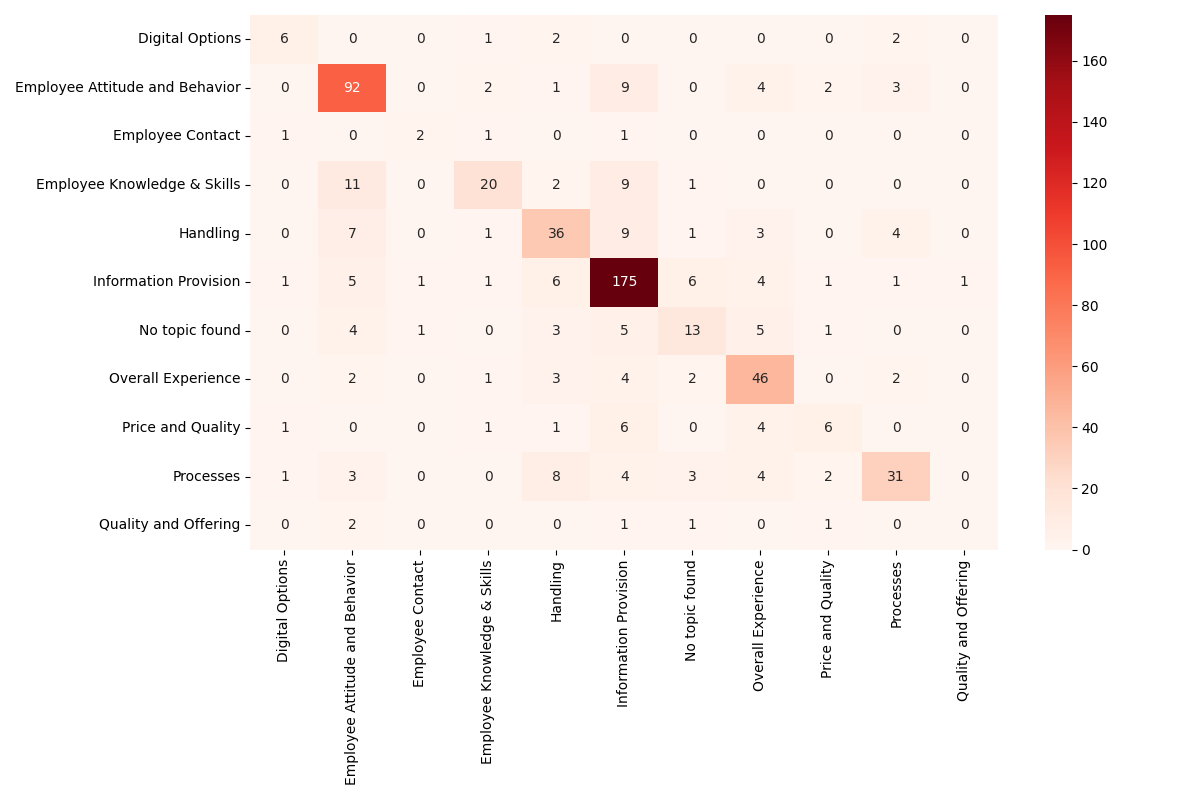 Digital Options 6 0 0 1 2 0 0 0 0 2 0
Employee Attitude and Behavior 0 92 0 2 1 9 0 4 2 3 0
Employee Contact 1 0 2 1 0 1 0 0 0 0 0
Employee Knowledge & Skills 0 11 0 20 2 9 1 0 0 0 0
Handling 0 7 0 1 36 9 1 3 0 4 0
Information Provision 1 5 1 1 6 175 6 4 1 1 1
No topic found 0 4 1 0 3 5 13 5 1 0 0
Overall Experience 0 2 0 1 3 4 2 46 0 2 0
Price and Quality 1 0 0 1 1 6 0 4 6 0 0
Processes 1 3 0 0 8 4 3 4 2 31 0
Quality and Offering 0 2 0 0 0 1 1 0 1 0 0
Digital Options
Employee Attitude and Behavior
Employee Contact
Employee Knowledge & Skills
Handling
Information Provision
No topic found
Overall Experience
Price and Quality
Processes
Quality and Offering
160
140
120
100
80
60
40
20
0